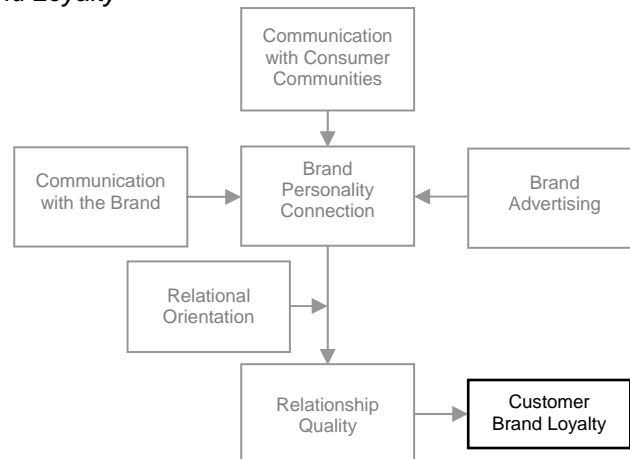 Loyalty
Communication
with Consumer
Communities
Communication
with the Brand
Brand
Personality
Connection
Brand
Advertising
Relational
Orientation
Relationship
Quality
Customer
Brand Loyalty